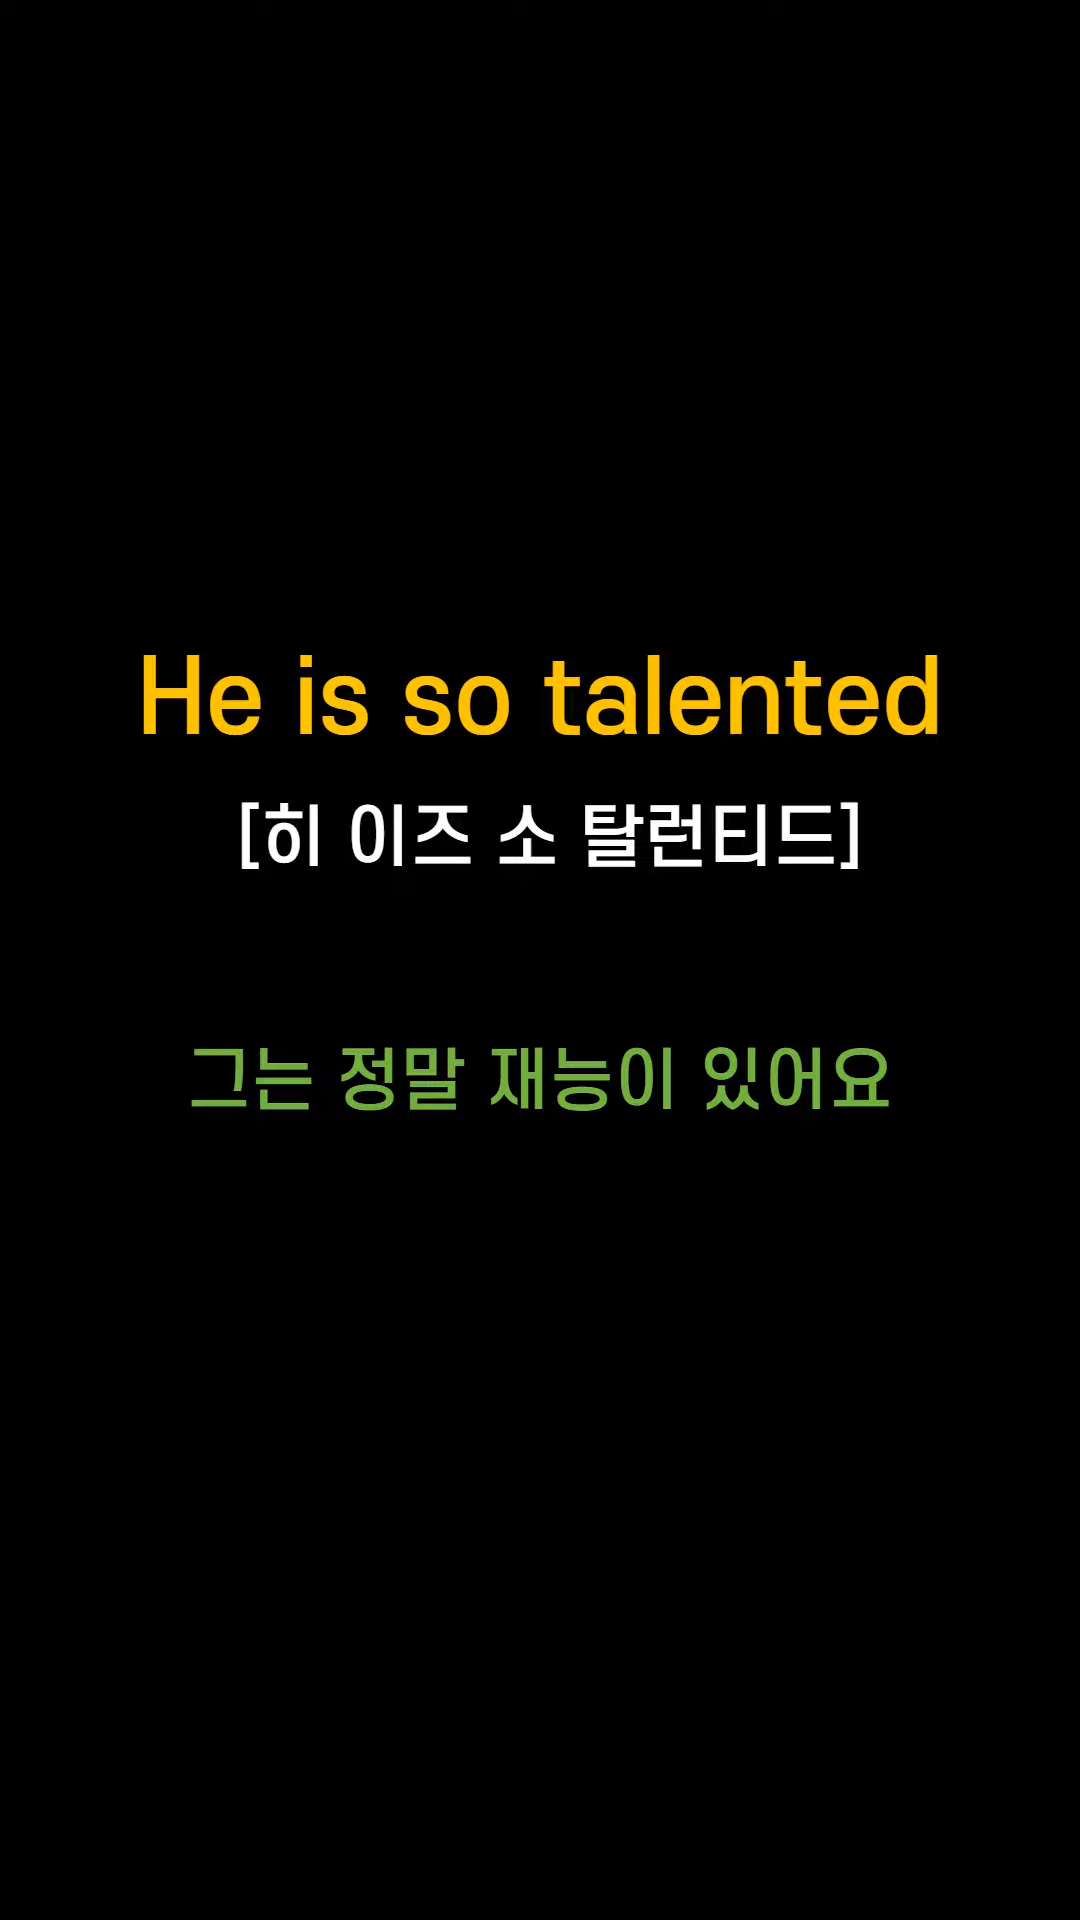 He is so talented
[히 이즈 소 탈런티드]
그는 정말 재능이 있어요